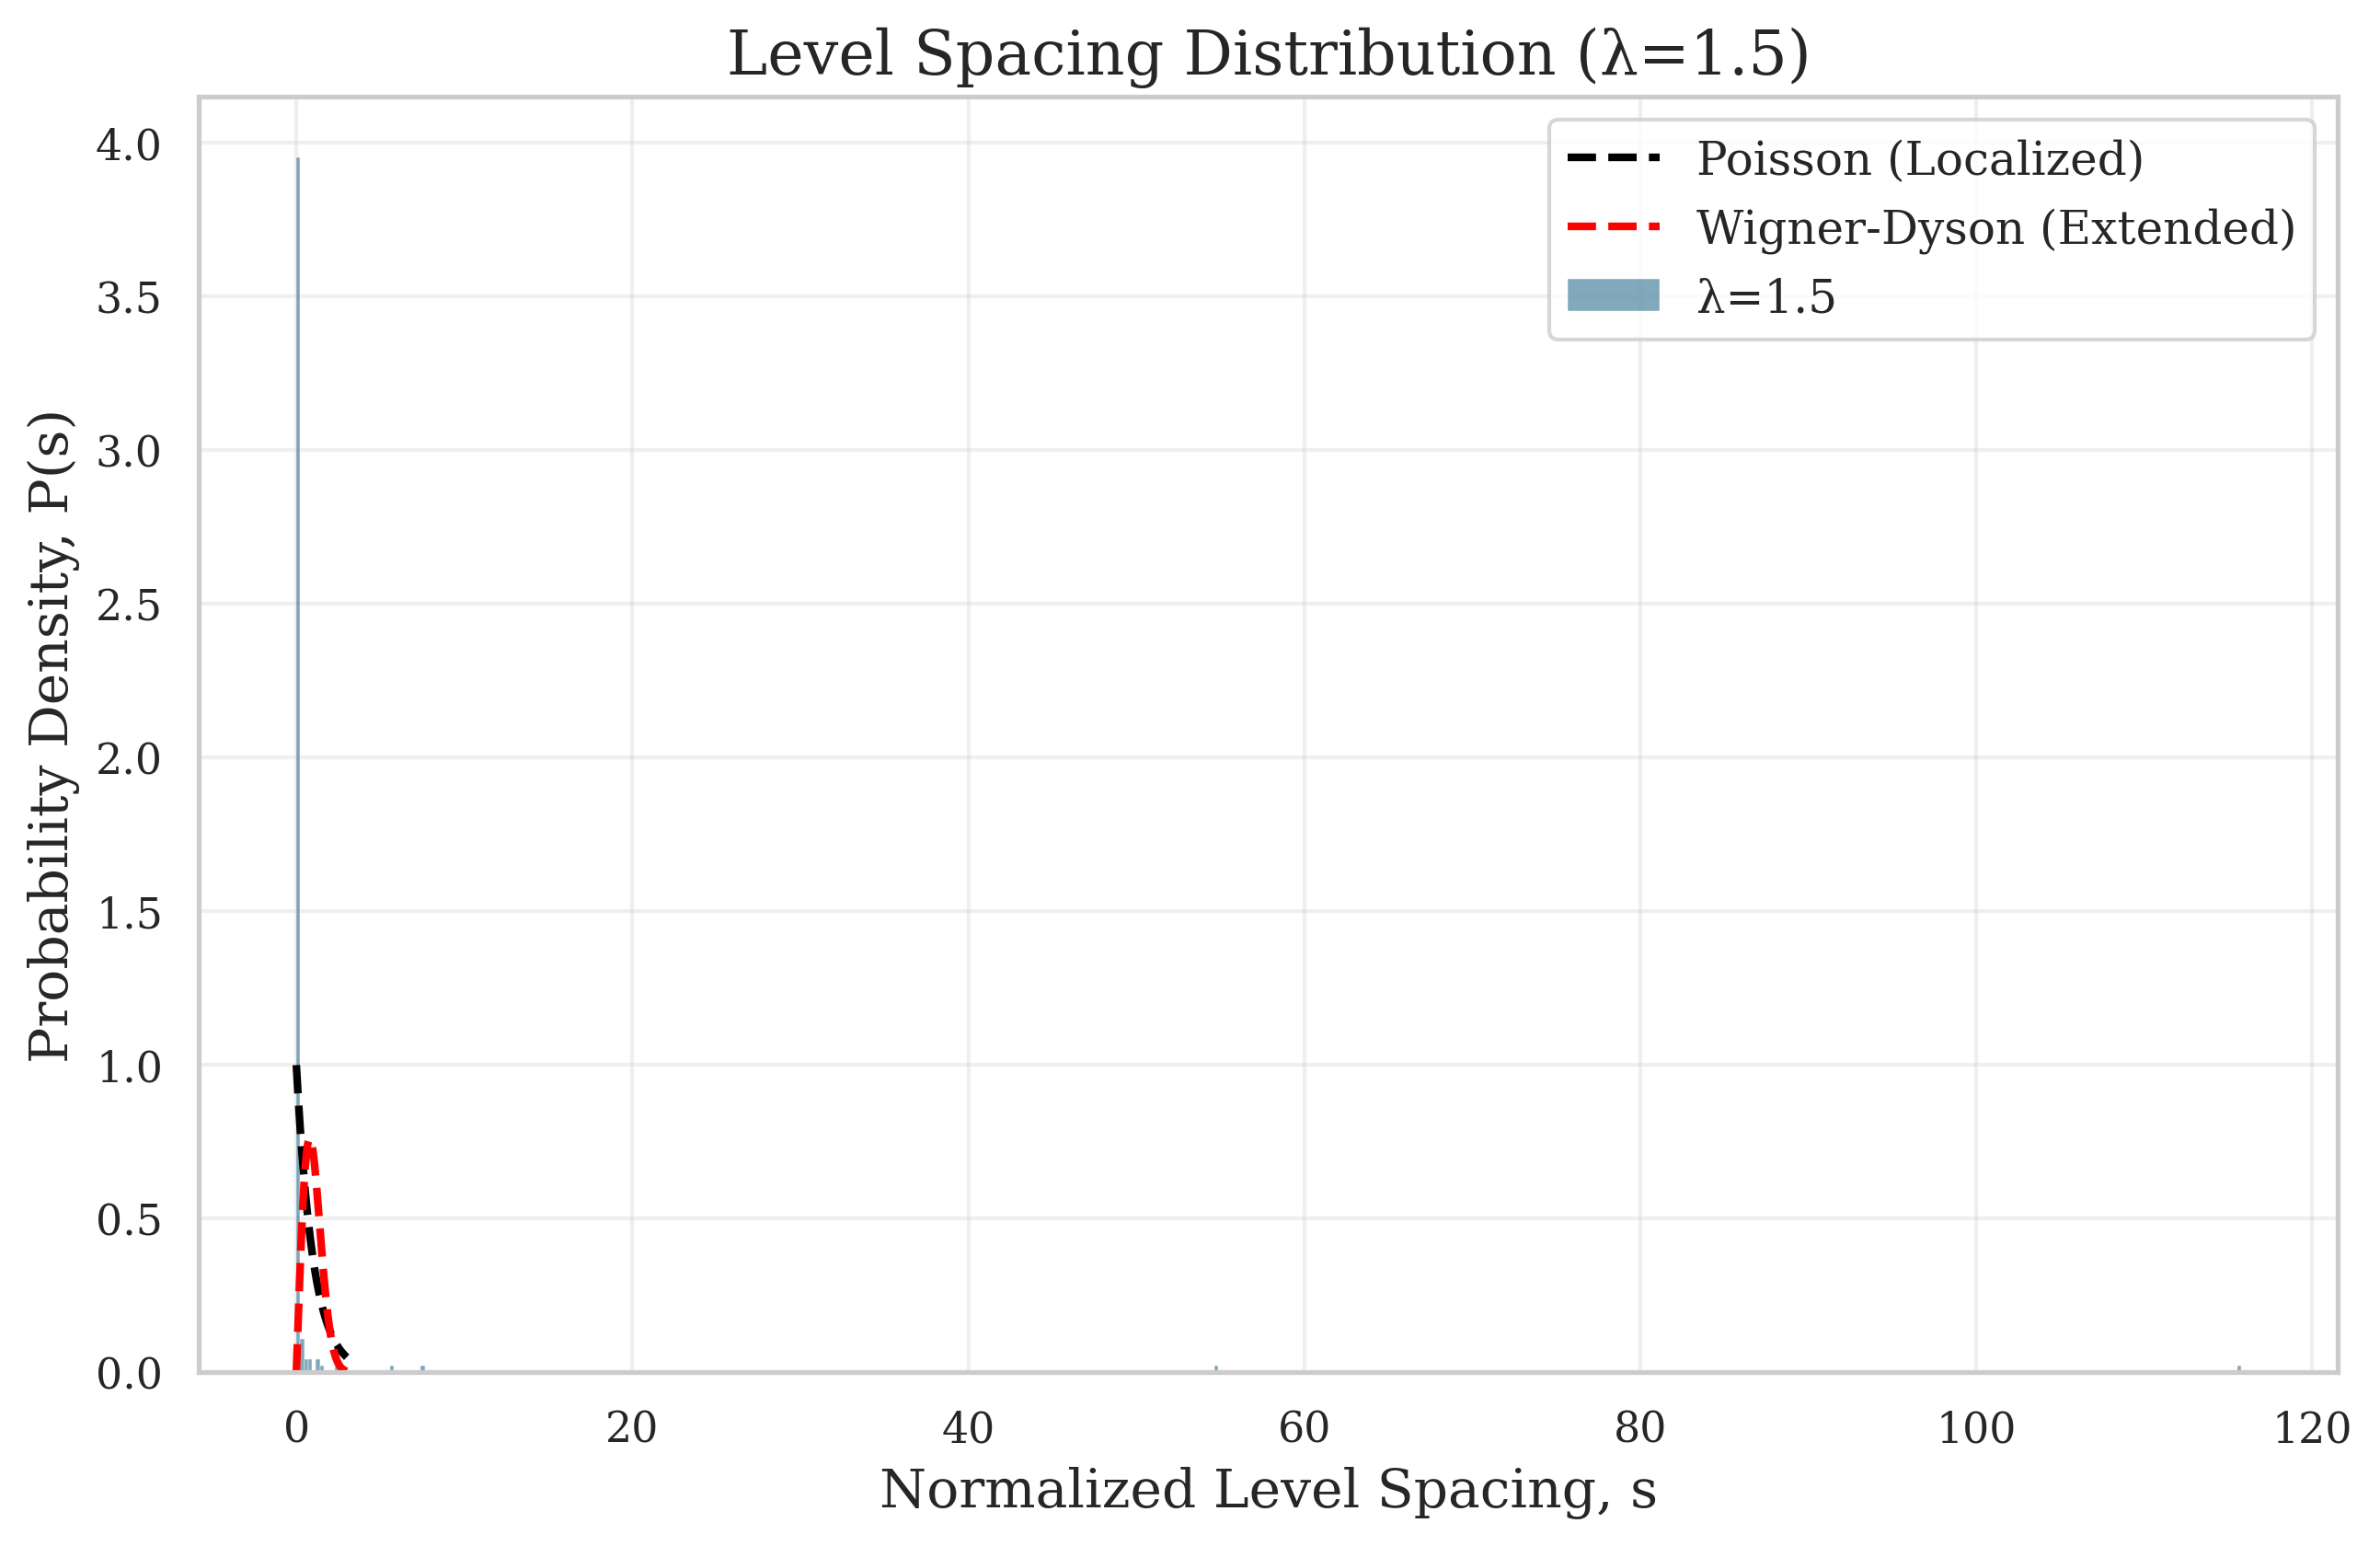 Level Spacing Distribution (λ=1.5)
Poisson (Localized)
Wigner-Dyson (Extended)
λ=1.5
Probability Density, P(s)
4.0
3.5
3.0
2.5
2.0
1.5
1.0
0.5
0.0
0 20 40 60 80 100 120
Normalized Level Spacing, s